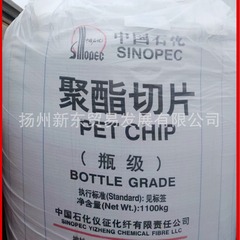 中国石化
Sinopec SINOPEC
聚酯切片
PET CHIP
扬州新东贸易发展有限公司
(瓶级)
BOTTLE GRADE
执行标准(Standard): 见标签
净含量(Net Wt.): 1100kg
中国石化仪征化纤有限责任公司
SINOPEC YIZHENG CHEMICAL FIBRE LLC